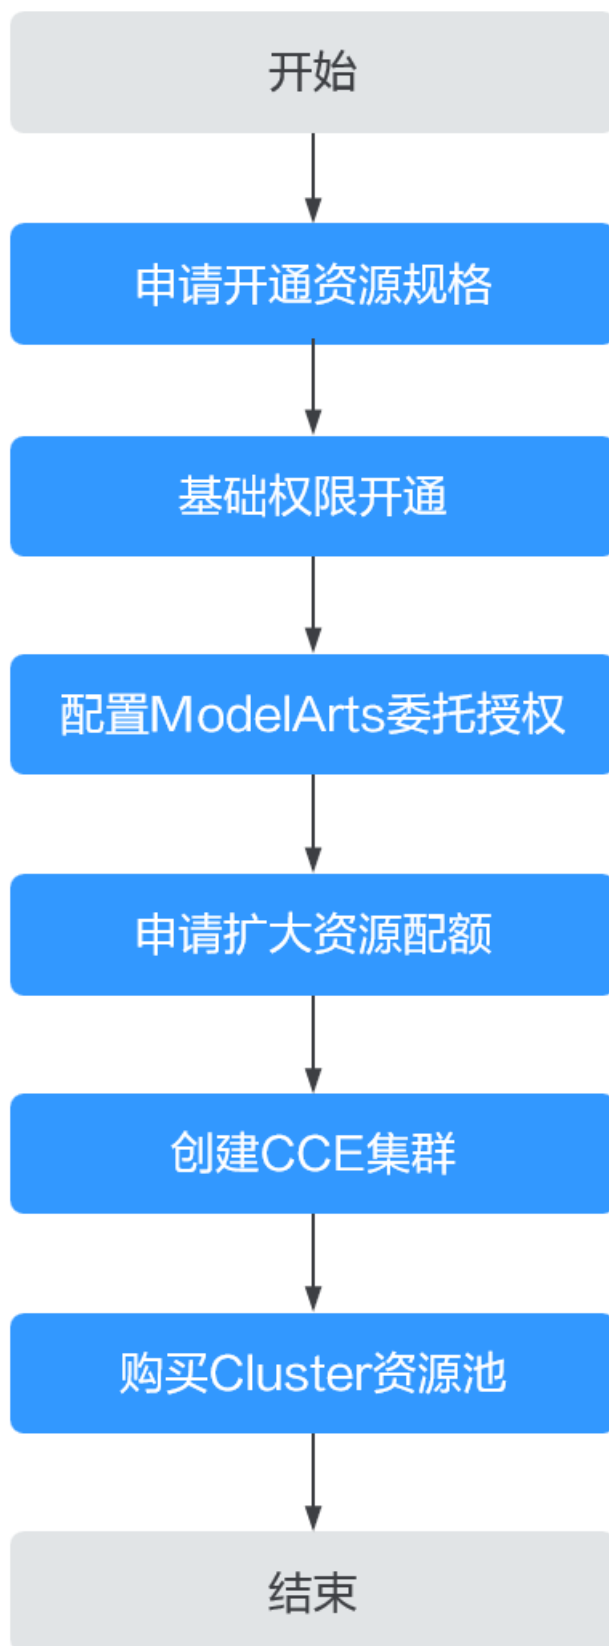 开始
申请开通资源规格
基础权限开通
配置ModelArts委托授权
申请扩大资源配额
创建CCE集群
购买Cluster资源池
结束